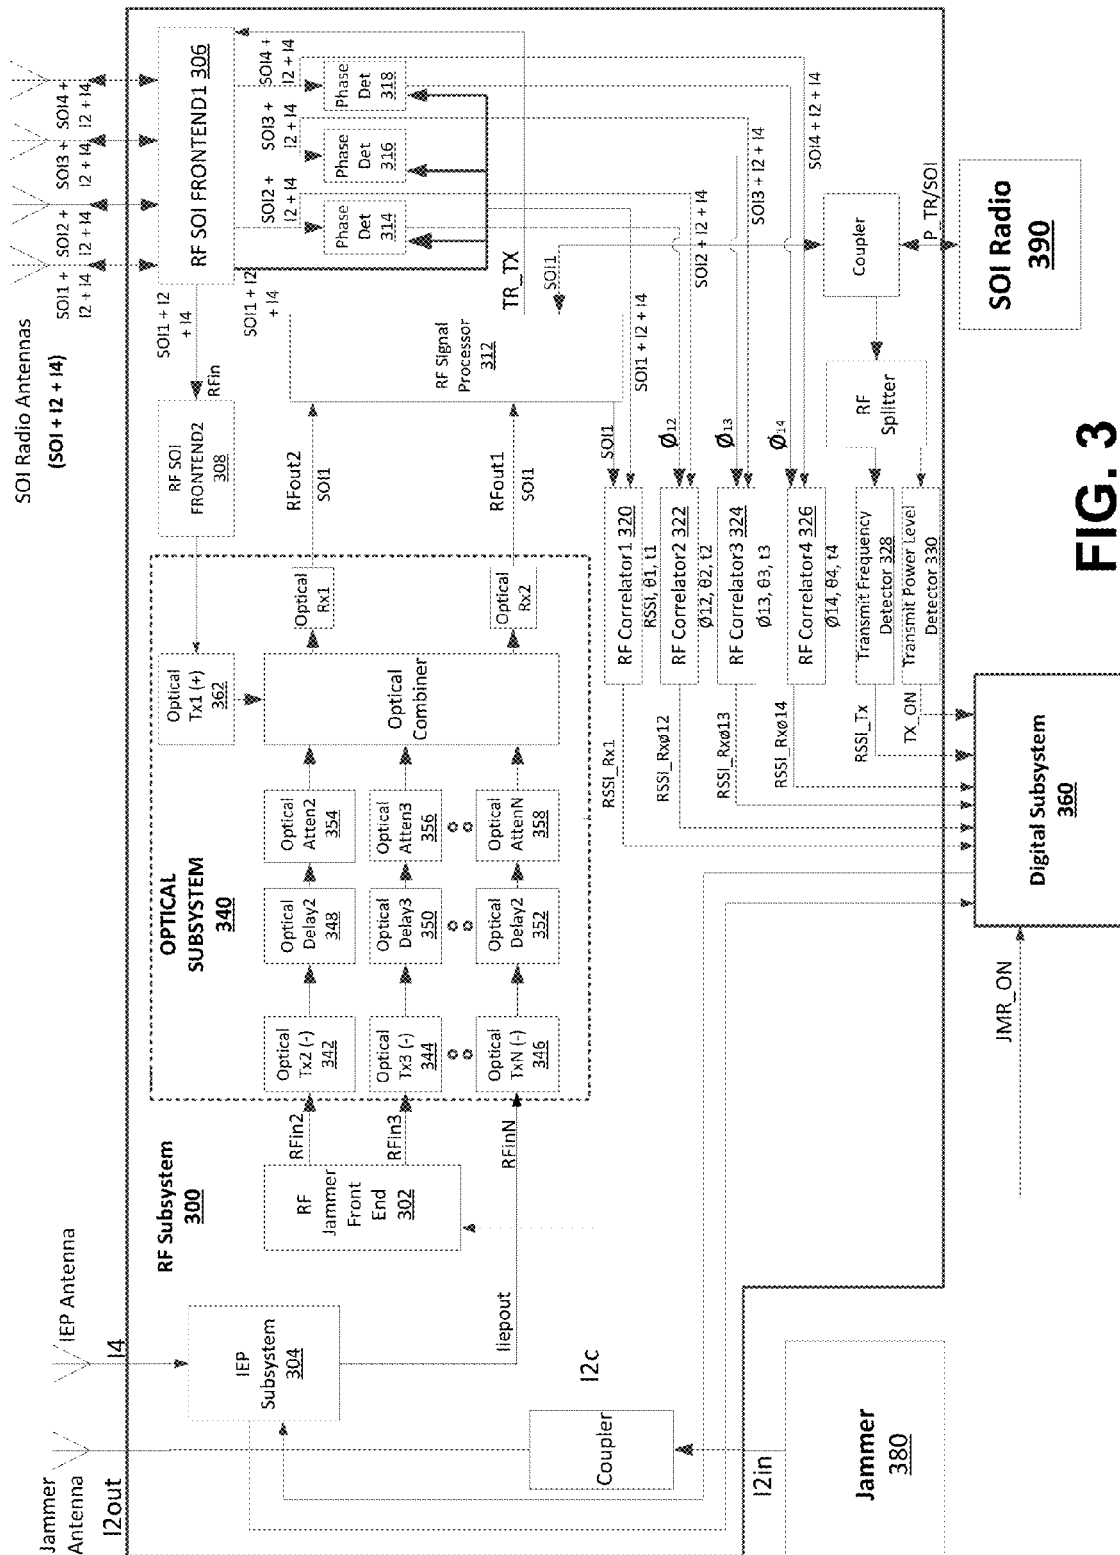 Jammer
Antenna
I2out
IEP Antenna
I4
SOI Radio Antennas
(SOI + I2 + I4)
SOI1 +
I2 + I4
SOI2 +
I2 + I4
SOI3 +
I2 + I4
SOI4 +
I2 + I4
RF Subsystem
300
IEP
Subsystem
304
Iiepout
Coupler
I2c
I2in
Jammer
380
RF
Jammer
Front
End
302
RFin2
RFin3
RFinN
OPTICAL
SUBSYSTEM
340
Optical
Tx2 (-)
342
Optical
Tx3 (-)
344
Optical
TxN (-)
346
Optical
Delay2
348
Optical
Delay3
350
Optical
Delay2
352
Optical
Atten2
354
Optical
Atten3
356
Optical
AttenN
358
Optical
Tx1 (+)
362
Optical
Combiner
Optical
Rx1
Optical
Rx2
RF SOI
FRONTEND2
308
RFin
SOI1 + I2
+ I4
RF SOI FRONTEND1 306
SOI1 + I2
+ I4
RFout2
SOI1
RFout1
SOI1
RF Signal
Processor
312
TR_TX
SOI1
SOI2 +
I2 + I4
SOI3 +
I2 + I4
SOI4 +
I2 + I4
Phase
Det
314
Phase
Det
316
Phase
Det
318
SOI1
SOI1 + I2 + I4
Ø12
SOI2 + I2 + I4
Ø13
SOI3 + I2 + I4
Ø14
SOI4 + I2 + I4
RF Correlator1 320
RSSI, θ1, t1
RF Correlator2 322
Ø12, θ2, t2
RF Correlator3 324
Ø13, θ3, t3
RF Correlator4 326
Ø14, θ4, t4
Transmit Frequency
Detector 328
Transmit Power Level
Detector 330
RF
Splitter
Coupler
P_TR/SOI
SOI Radio
390
RSSI_Rx1
RSSI_RxØ12
RSSI_RxØ13
RSSI_RxØ14
RSSI_Tx
TX_ON
Digital Subsystem
360
JMR_ON
FIG. 3